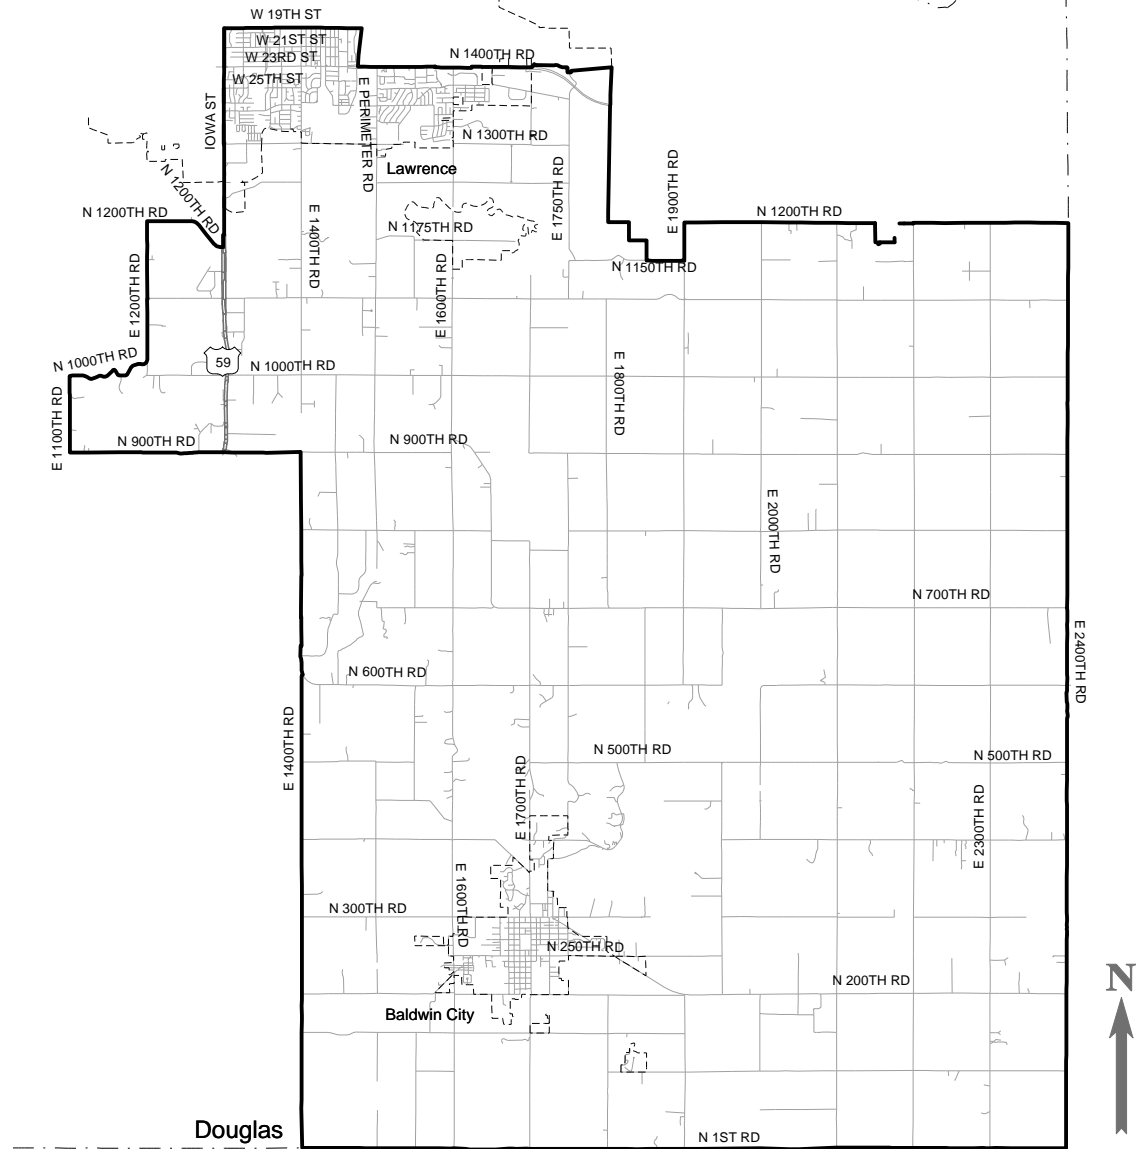 W 19TH ST
W 21ST ST
N 1400TH RD
W 23RD ST
W 25TH ST
E PERIMETER RD
IOWA ST
N 1300TH RD
Lawrence
E 1750TH RD
E 1900TH RD
N 1200TH RD
N 1200TH RD
N 1200TH RD
E 1400TH RD
N 1175TH RD
N 1150TH RD
E 1200TH RD
E 1600TH RD
N 1000TH RD
59
N 1000TH RD
E 1800TH RD
E 1100TH RD
N 900TH RD
N 900TH RD
E 2000TH RD
N 700TH RD
E 2400TH RD
N 600TH RD
E 1400TH RD
N 500TH RD
N 500TH RD
E 1700TH RD
E 2300TH RD
E 1600TH RD
N 300TH RD
N 250TH RD
N 200TH RD
N
Baldwin City
Douglas
N 1ST RD